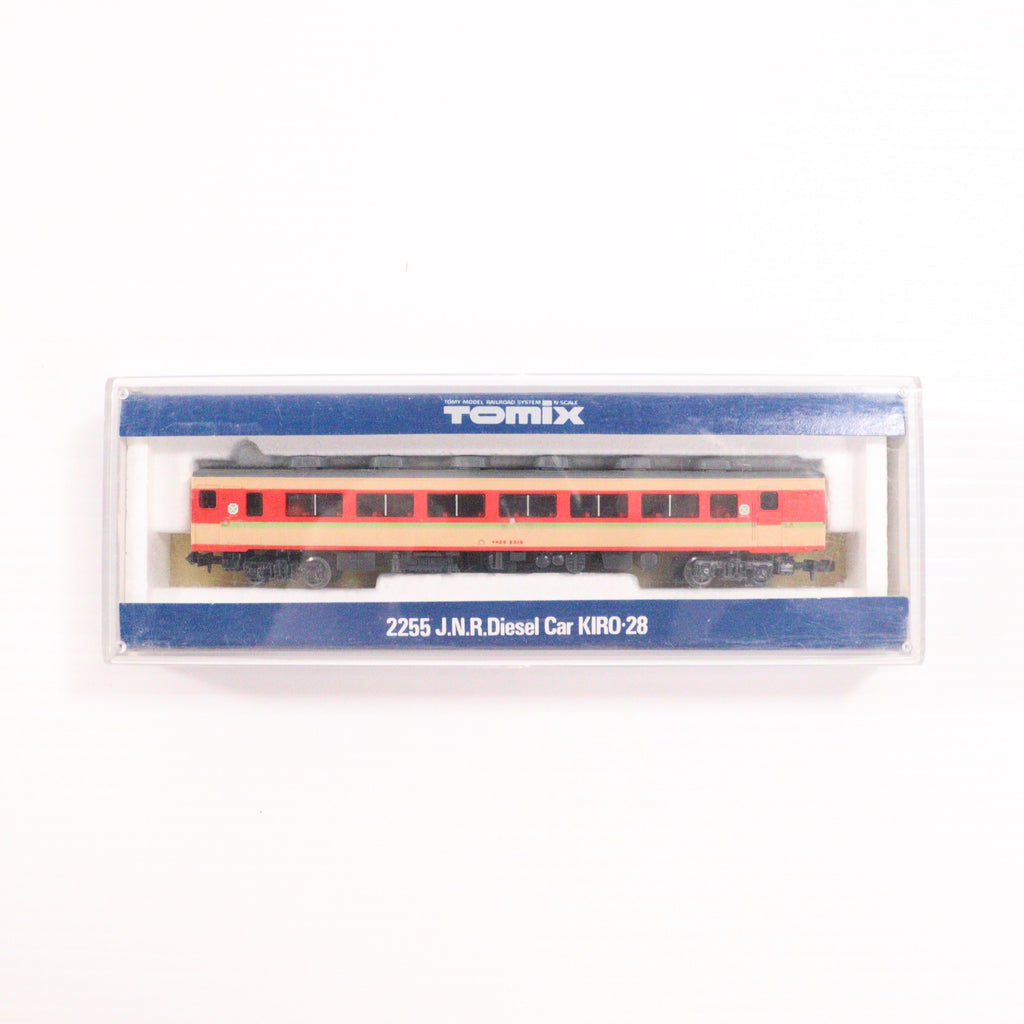 TOMY MODEL RAILROAD SYSTEM N SCALE
TOMIX
2255 J.N.R.Diesel Car KIRO-28